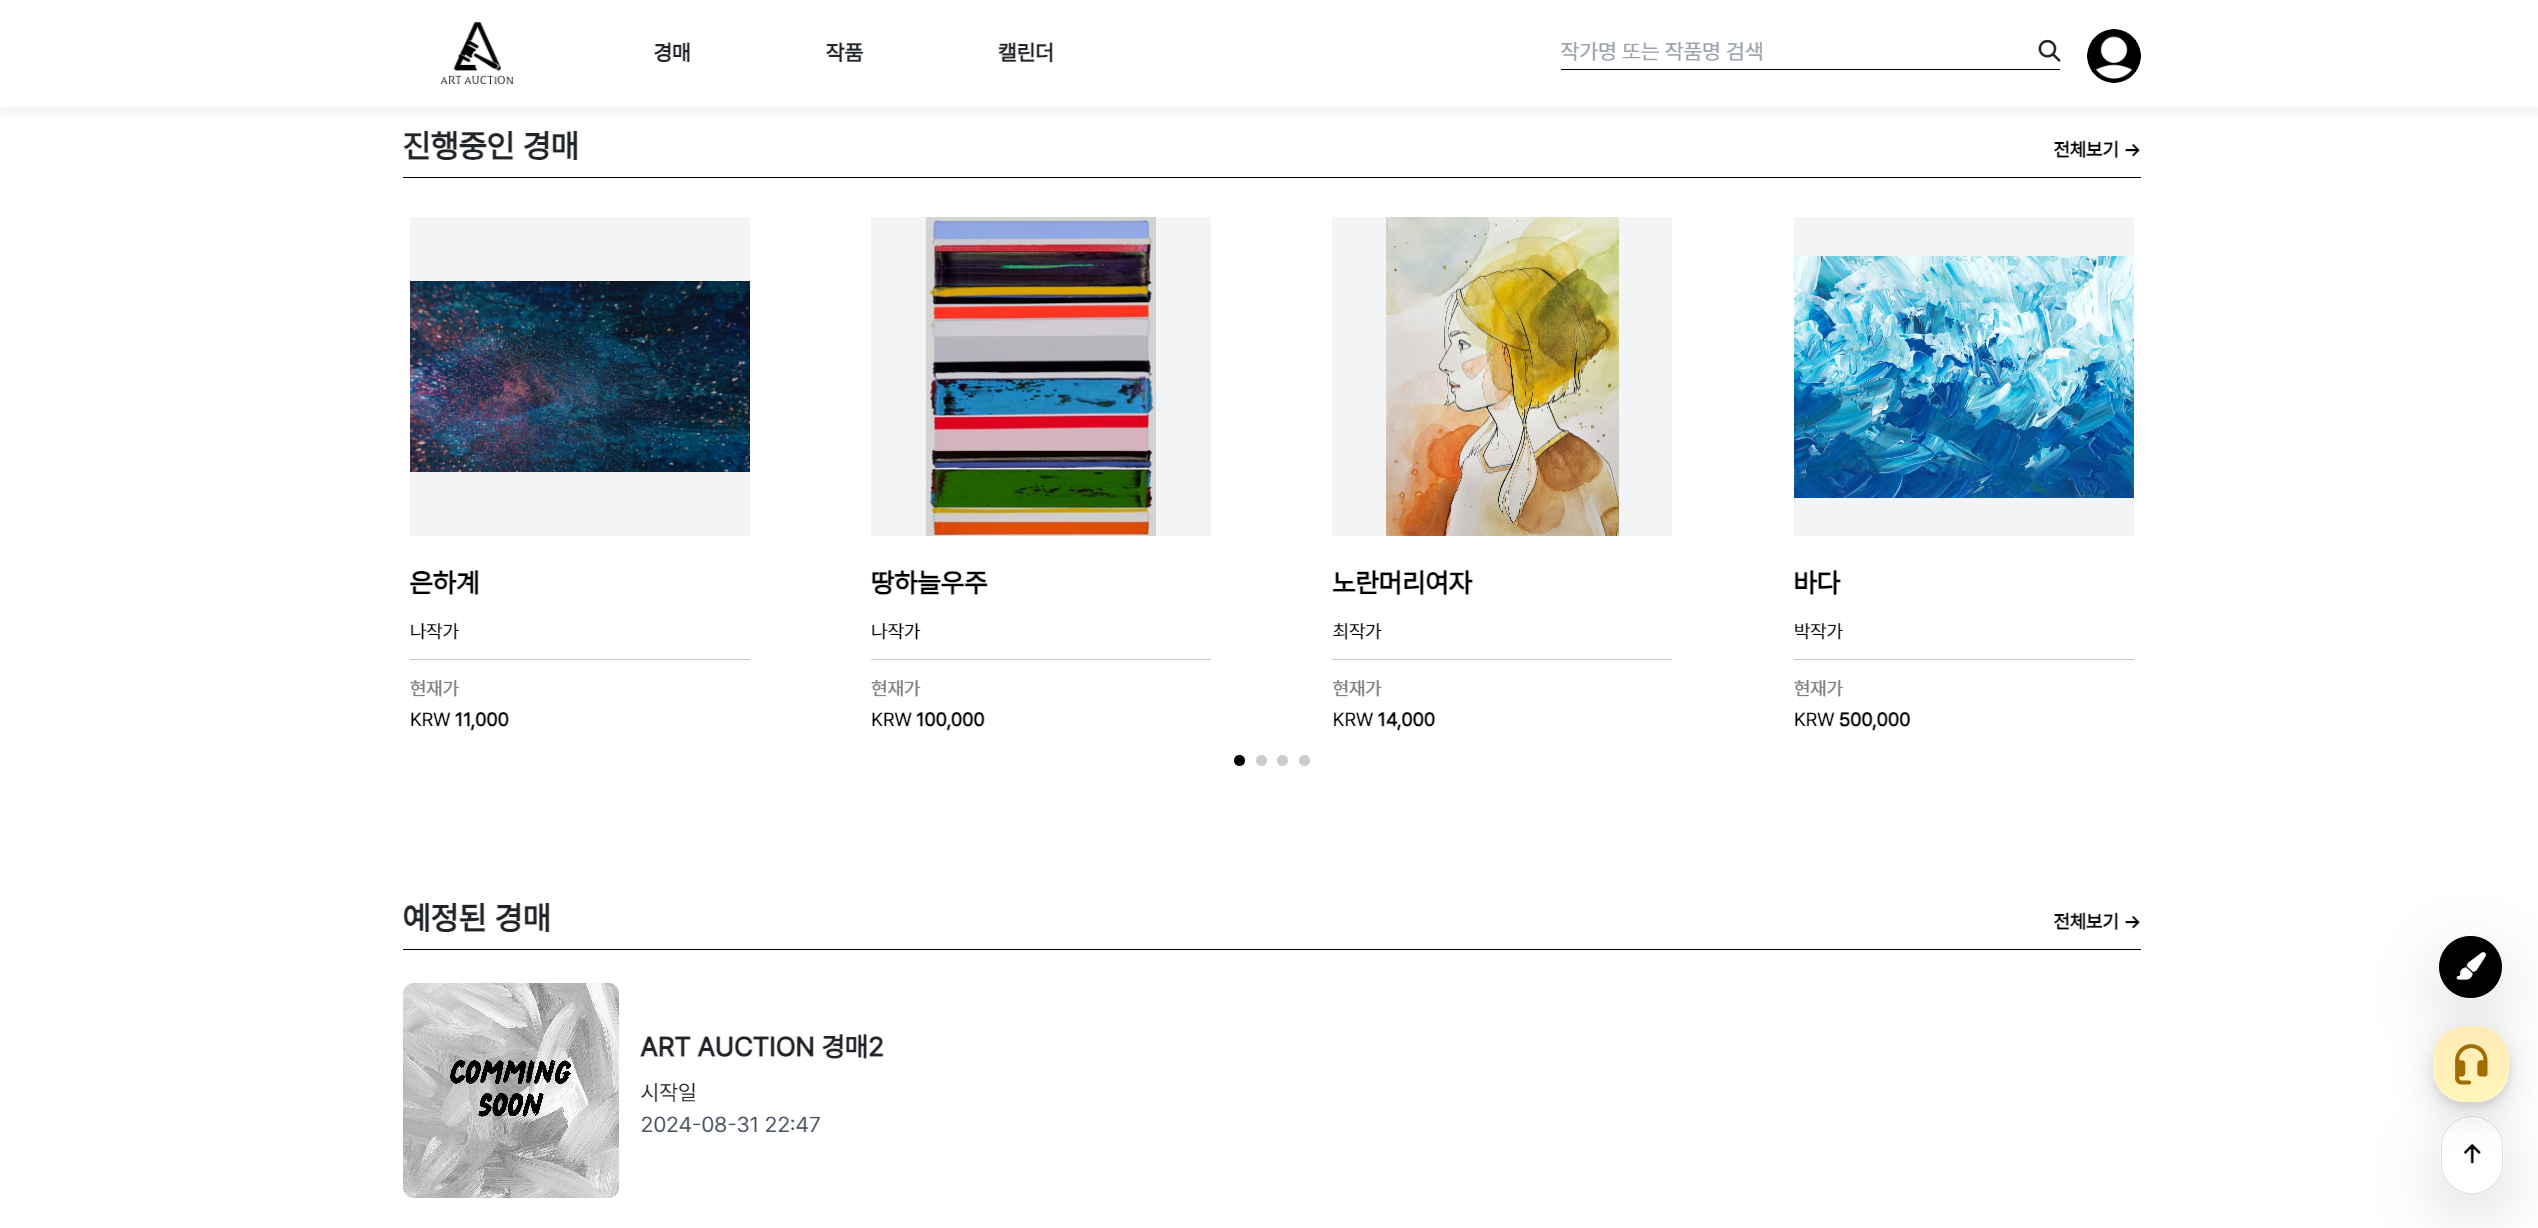 ART AUCTION
경매
작품
캘린더
작가명 또는 작품명 검색
진행중인 경매
전체보기 →
은하계
나작가
현재가
KRW 11,000
땅하늘우주
나작가
현재가
KRW 100,000
노란머리여자
최작가
현재가
KRW 14,000
바다
박작가
현재가
KRW 500,000
예정된 경매
전체보기 →
COMMING
SOON
ART AUCTION 경매2
시작일
2024-08-31 22:47